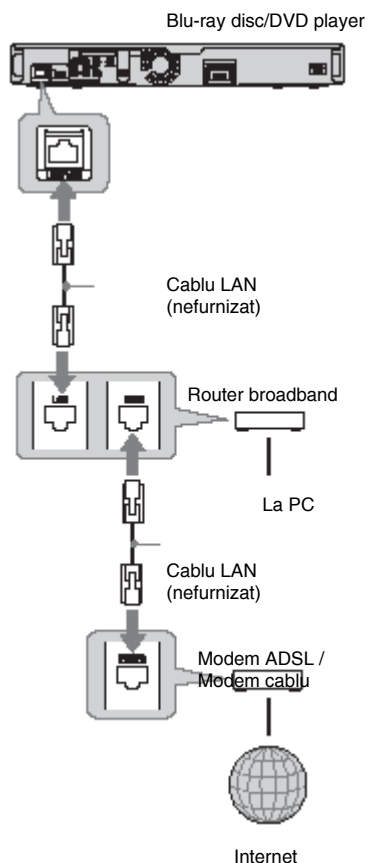 Blu-ray disc/DVD player
Cablu LAN
(nefurnizat)
LAN
Router broadband
La PC
Cablu LAN
(nefurnizat)
Modem ADSL /
Modem cablu
Internet